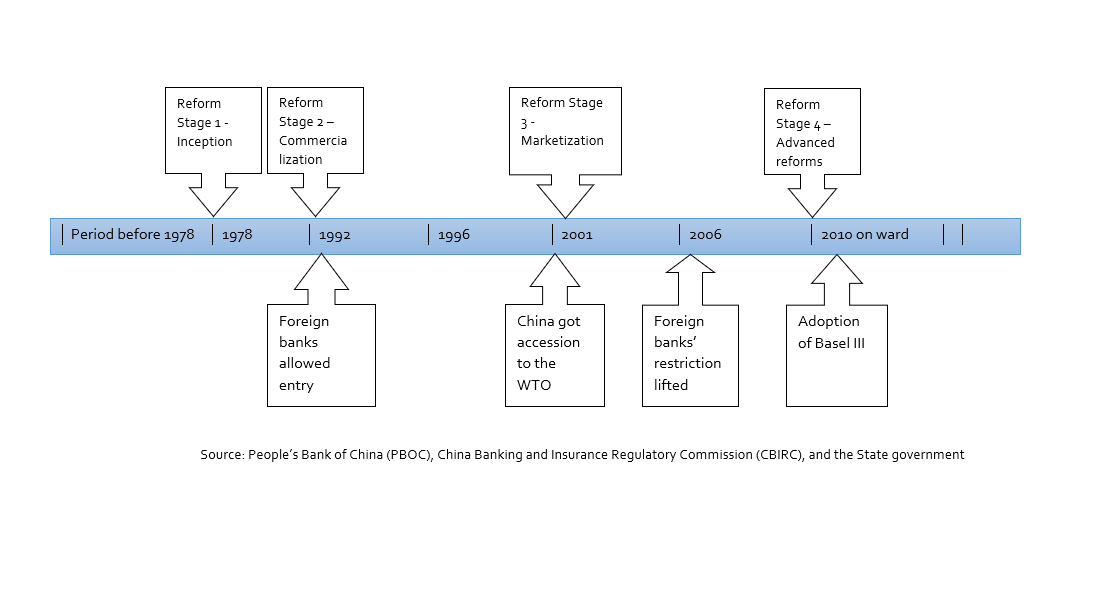 Reform
Stage 1 -
Inception
Reform
Stage 2 –
Commercia
lization
Reform Stage
3 -
Marketization
Reform
Stage 4 –
Advanced
reforms
Period before 1978
1978
1992
1996
2001
2006
2010 on ward
Foreign
banks
allowed
entry
China got
accession
to the
WTO
Foreign
banks’
restriction
lifted
Adoption
of Basel III
Source: People’s Bank of China (PBOC), China Banking and Insurance Regulatory Commission (CBIRC), and the State government